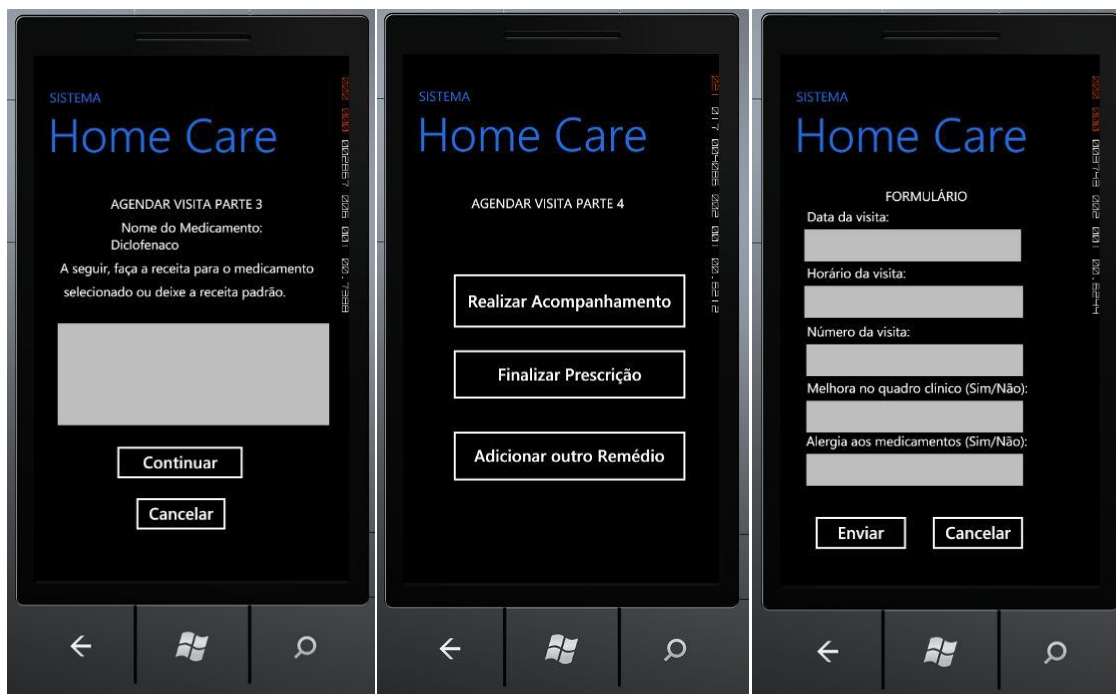 SISTEMA
Home Care
AGENDAR VISITA PARTE 3
Nome do Medicamento:
Diclofenaco
A seguir, faça a receita para o medicamento
selecionado ou deixe a receita padrão.
Continuar
Cancelar
SISTEMA
Home Care
AGENDAR VISITA PARTE 4
Realizar Acompanhamento
Finalizar Prescrição
Adicionar outro Remédio
SISTEMA
Home Care
FORMULÁRIO
Data da visita:
Horário da visita:
Número da visita:
Melhora no quadro clínico (Sim/Não):
Alergia aos medicamentos (Sim/Não):
Enviar Cancelar